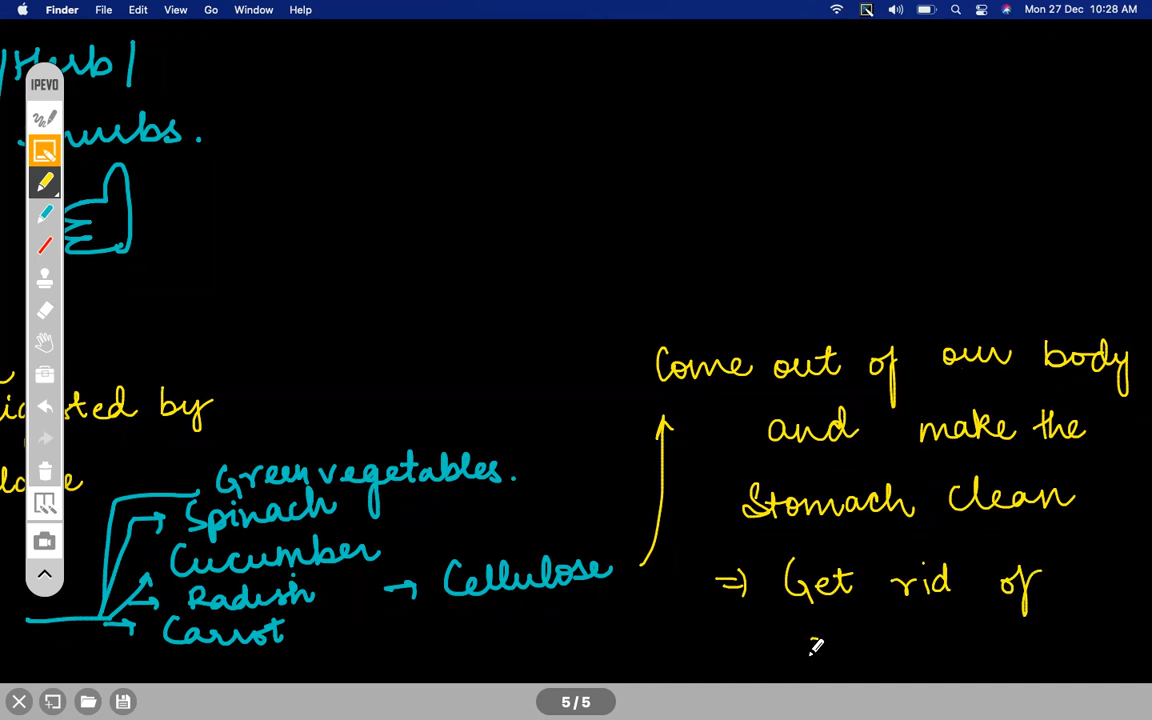 Finder File Edit View Go Window Help
Mon 27 Dec 10:28 AM
IPEVO
/Herb/
by
Green vegetables.
Spinach
Cucumber
Radish
Carrot
→ Cellulose
Come out of our body
and make the
Stomach clean
⇒ Get rid of
5/5